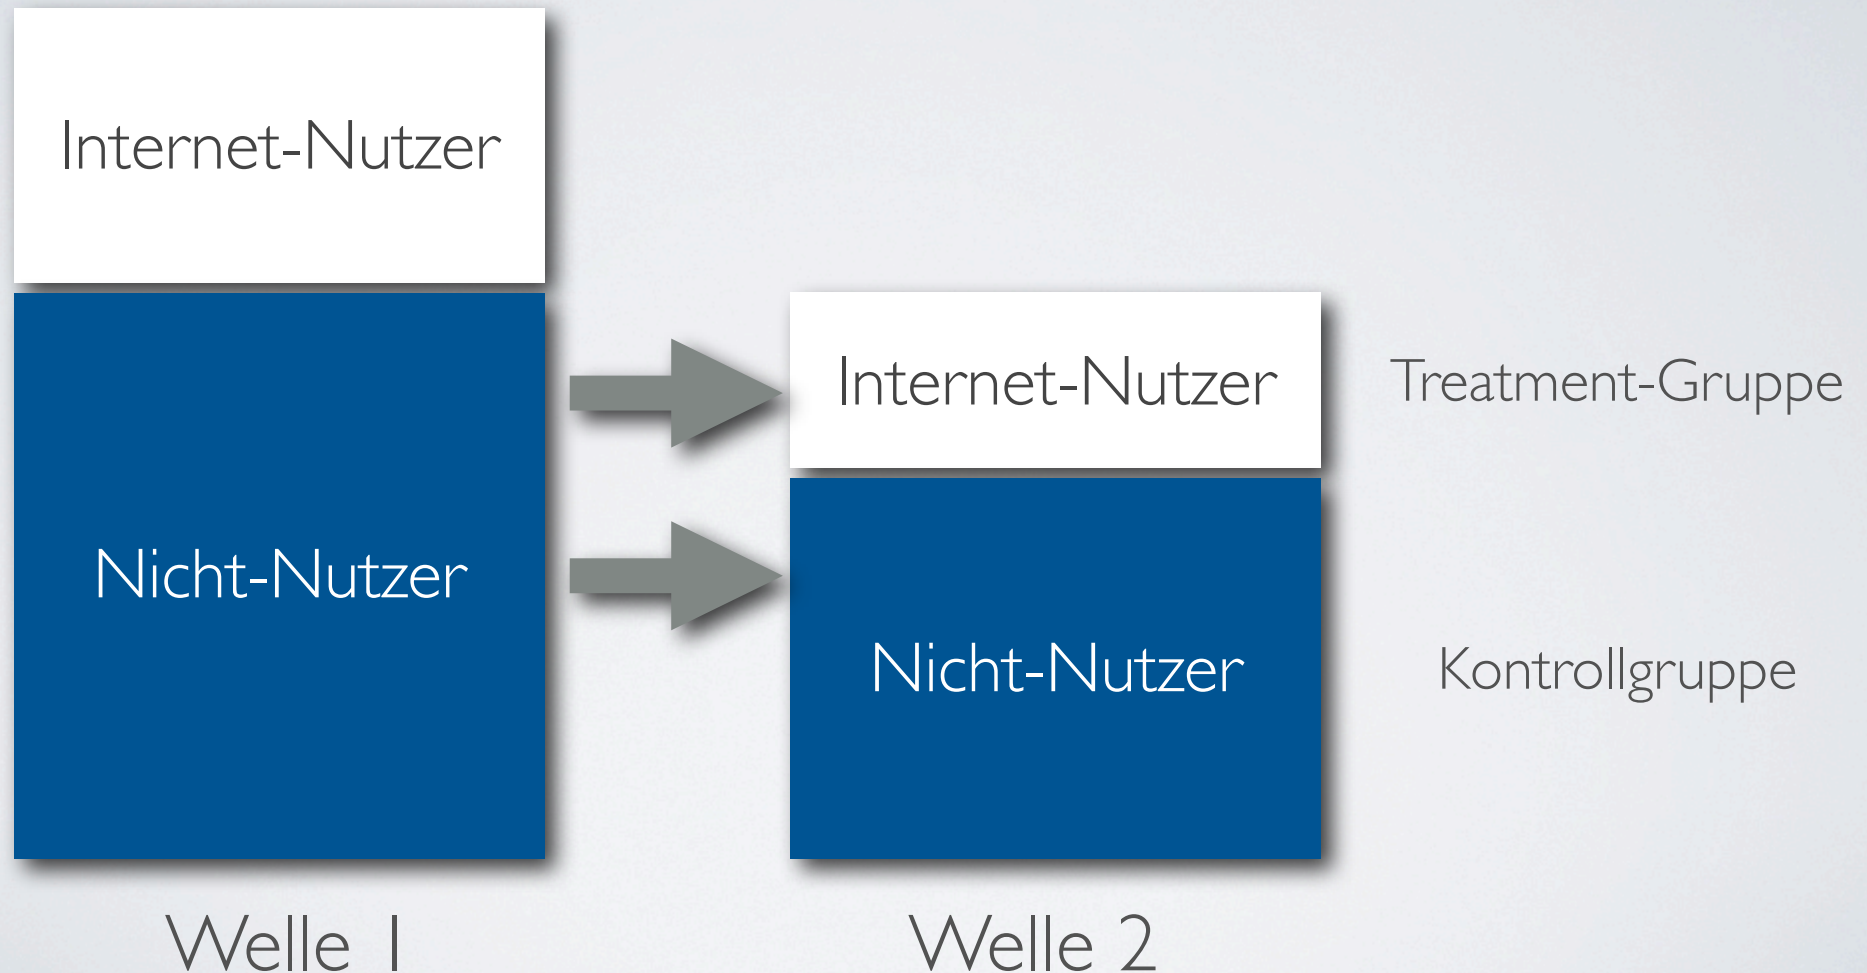 Internet-Nutzer
Internet-Nutzer
Treatment-Gruppe
Nicht-Nutzer
Nicht-Nutzer
Kontrollgruppe
Welle 1
Welle 2